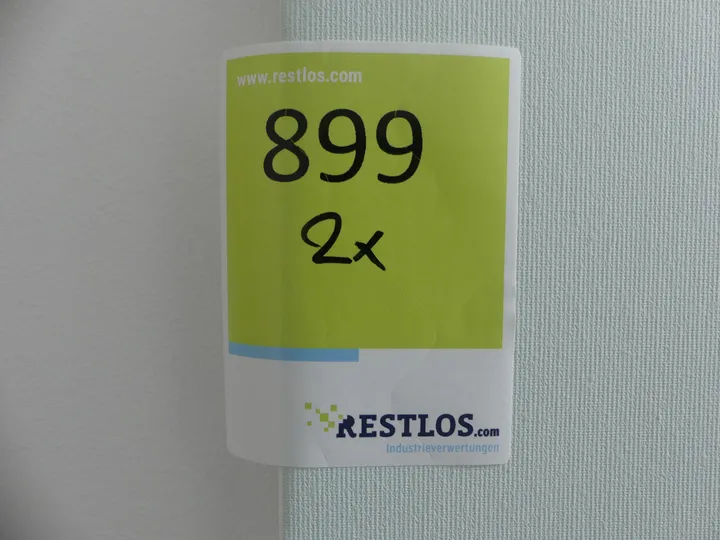 www.restlos.com
899
2x
RESTLOS.com
Industrieverwertungen